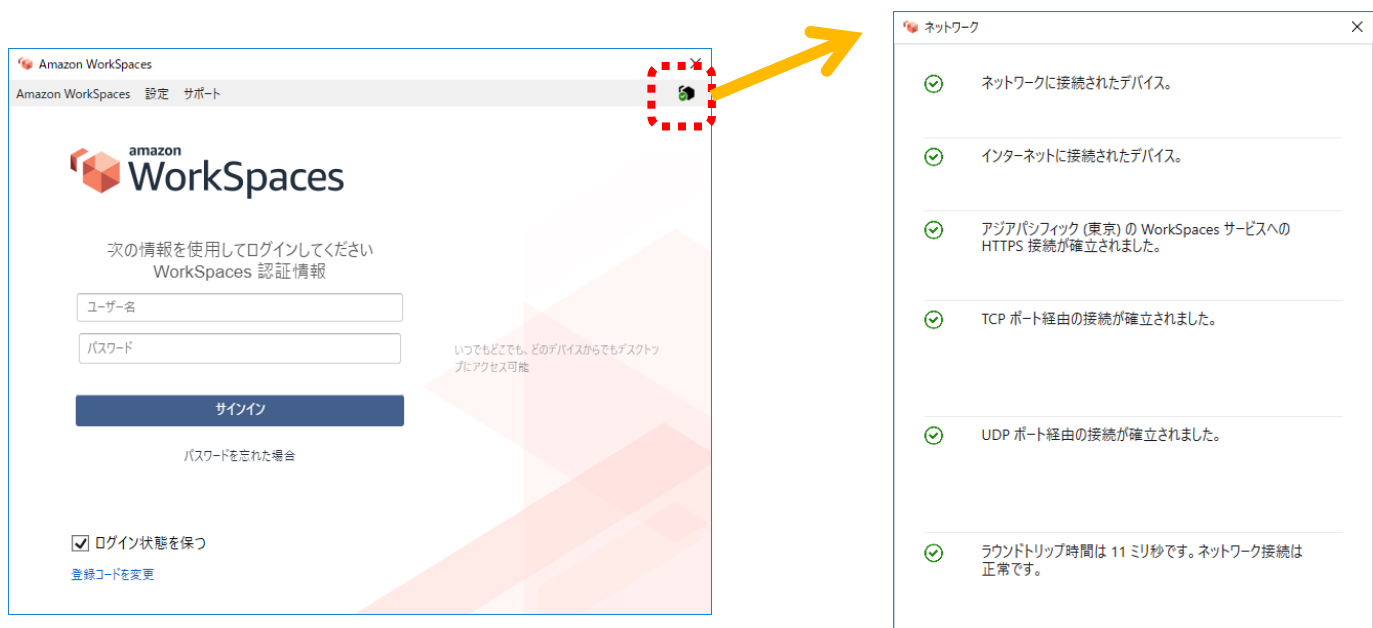 Amazon WorkSpaces
Amazon WorkSpaces 設定 サポート
amazon
WorkSpaces
次の情報を使用してログインしてください
WorkSpaces 認証情報
ユーザー名
パスワード
サインイン
パスワードを忘れた場合
ログイン状態を保つ
登録コードを変更
いつでもどこでも、どのデバイスからでもデスクトッ
プにアクセス可能
ネットワーク
ネットワークに接続されたデバイス。
インターネットに接続されたデバイス。
アジアパシフィック (東京) の WorkSpaces サービスへの
HTTPS 接続が確立されました。
TCP ポート経由の接続が確立されました。
UDP ポート経由の接続が確立されました。
ラウンドトリップ時間は 11 ミリ秒です。ネットワーク接続は
正常です。